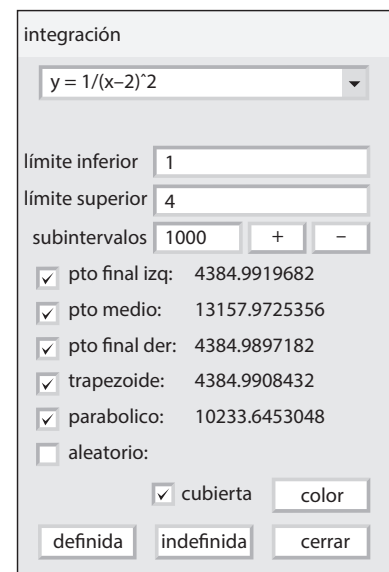 integración
y = 1/(x–2)ˆ2
límite inferior 1
límite superior 4
subintervalos 1000 + –
pto final izq: 4384.9919682
pto medio: 13157.9725356
pto final der: 4384.9897182
trapezoide: 4384.9908432
parabolico: 10233.6453048
aleatorio:
cubierta color
definida indefinida cerrar